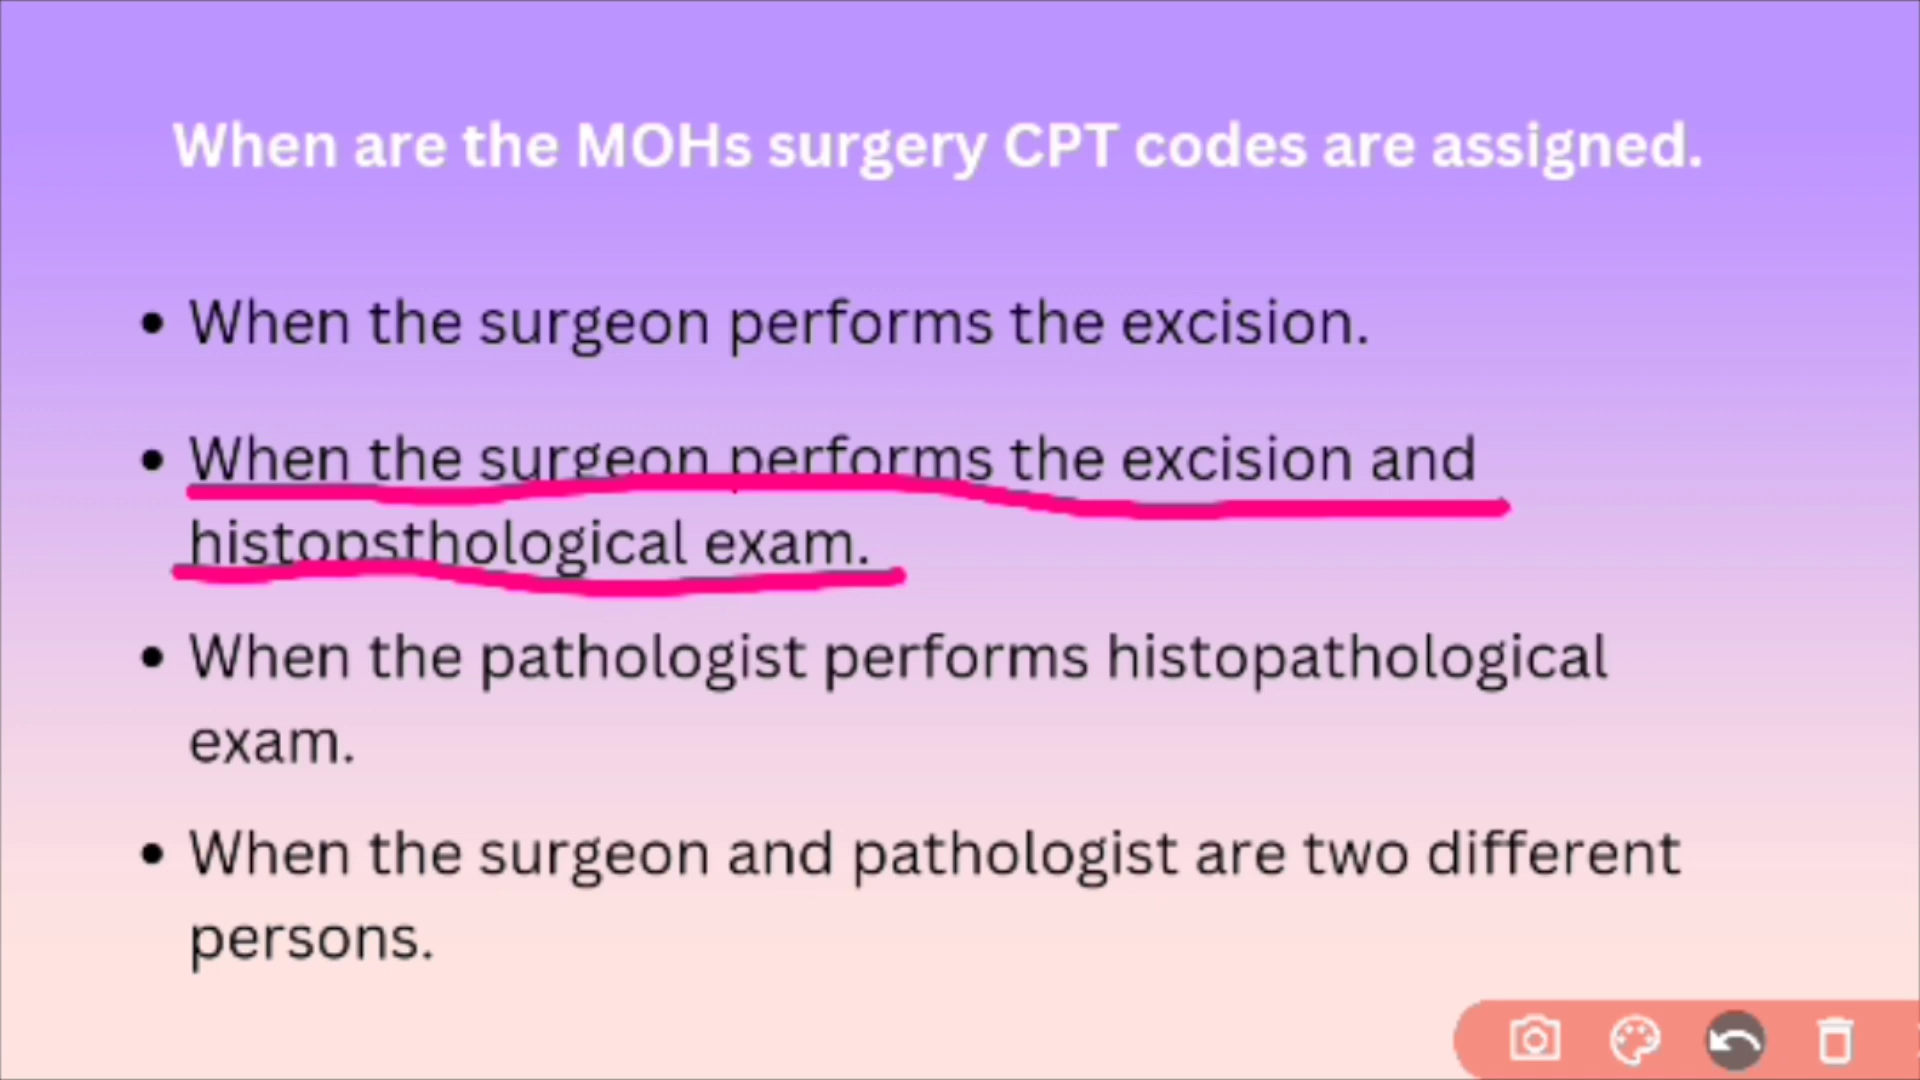 When are the MOHs surgery CPT codes are assigned.
• When the surgeon performs the excision.
• When the surgeon performs the excision and
histopsthological exam.
• When the pathologist performs histopathological
exam.
• When the surgeon and pathologist are two different
persons.